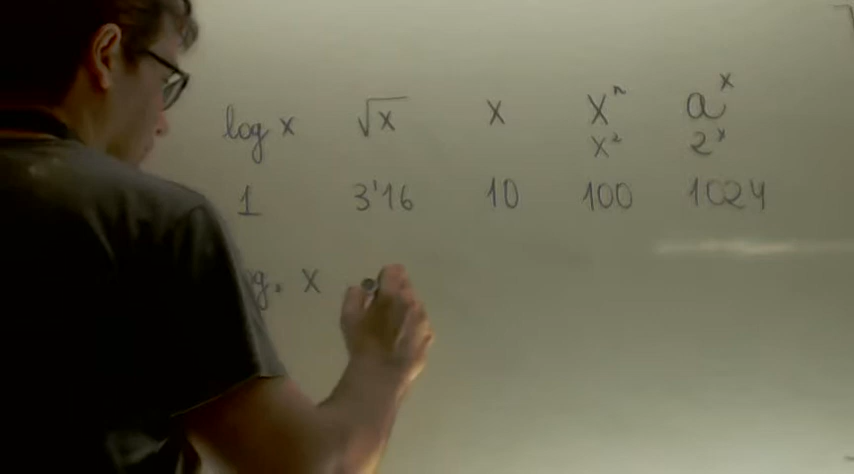 log x √x x xⁿ aˣ
x² 2ˣ
1 3'16 10 100 1024
g. x